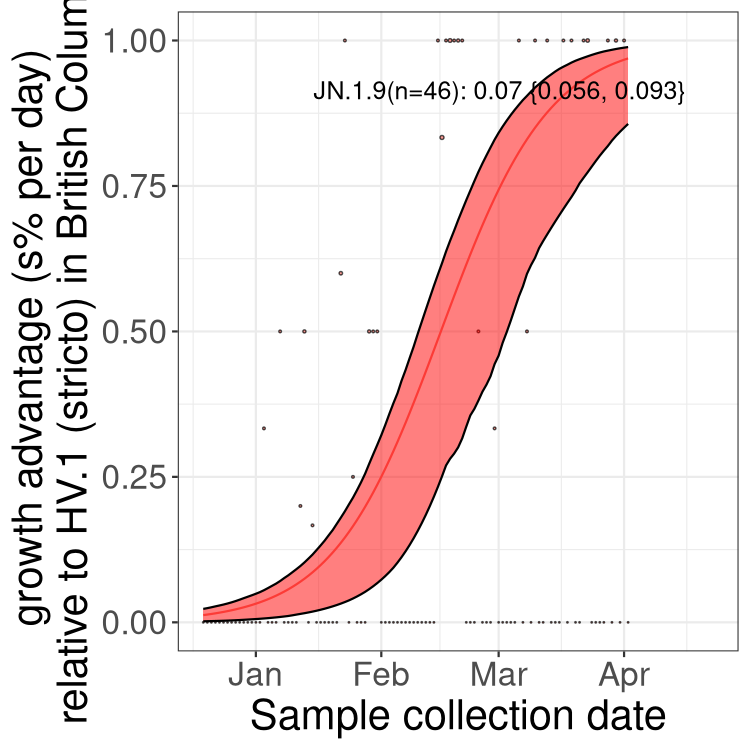 growth advantage (s% per day)
relative to HV.1 (stricto) in British Colum
1.00
0.75
0.50
0.25
0.00
JN.1.9(n=46): 0.07 {0.056, 0.093}
Jan Feb Mar Apr
Sample collection date